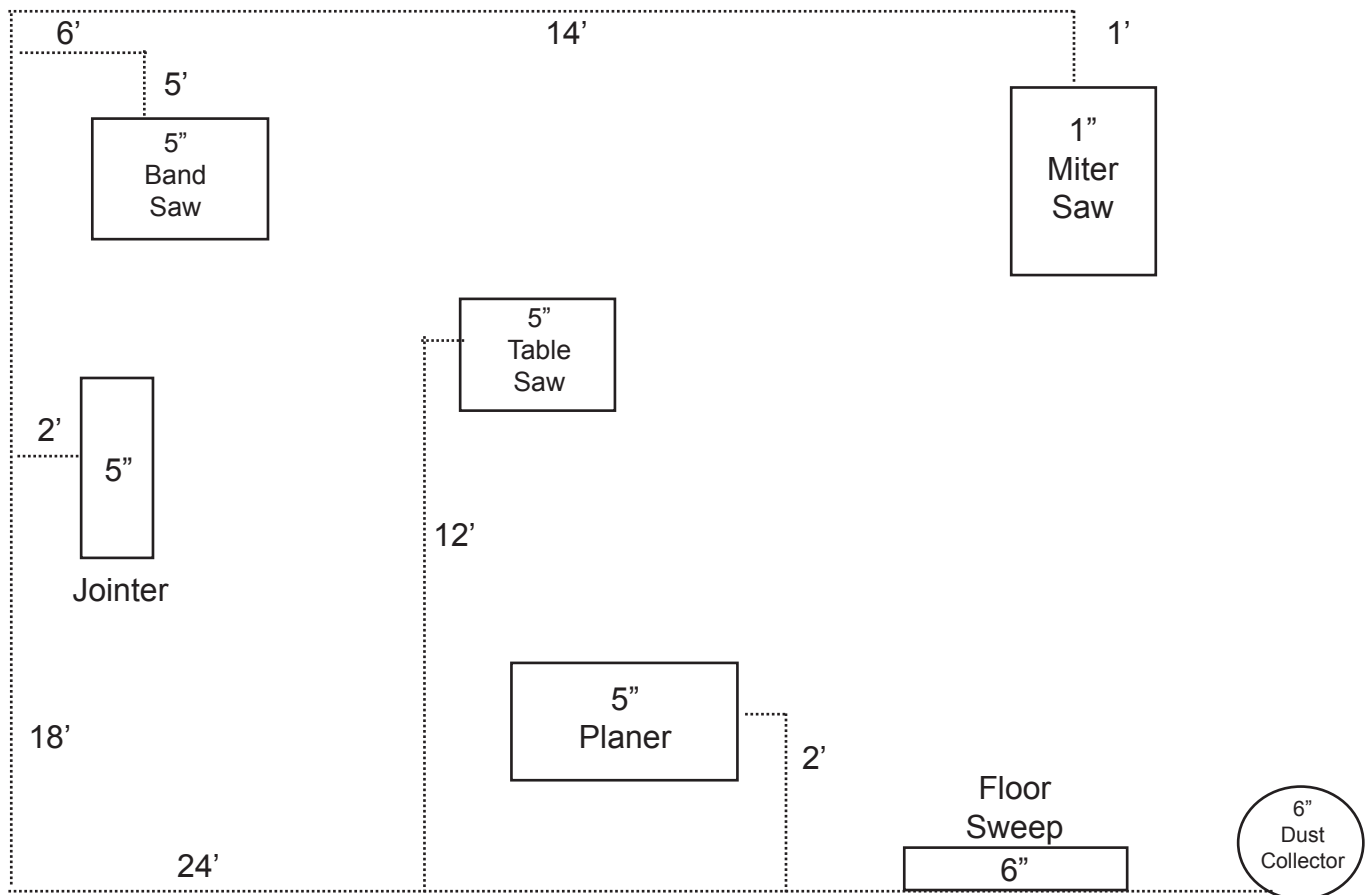 6’
14’
1’
5’
5”
Band
Saw
1”
Miter
Saw
5”
Table
Saw
2’
5”
Jointer
12’
5”
Planer
18’
2’
Floor
Sweep
6”
6”
Dust
Collector
24’